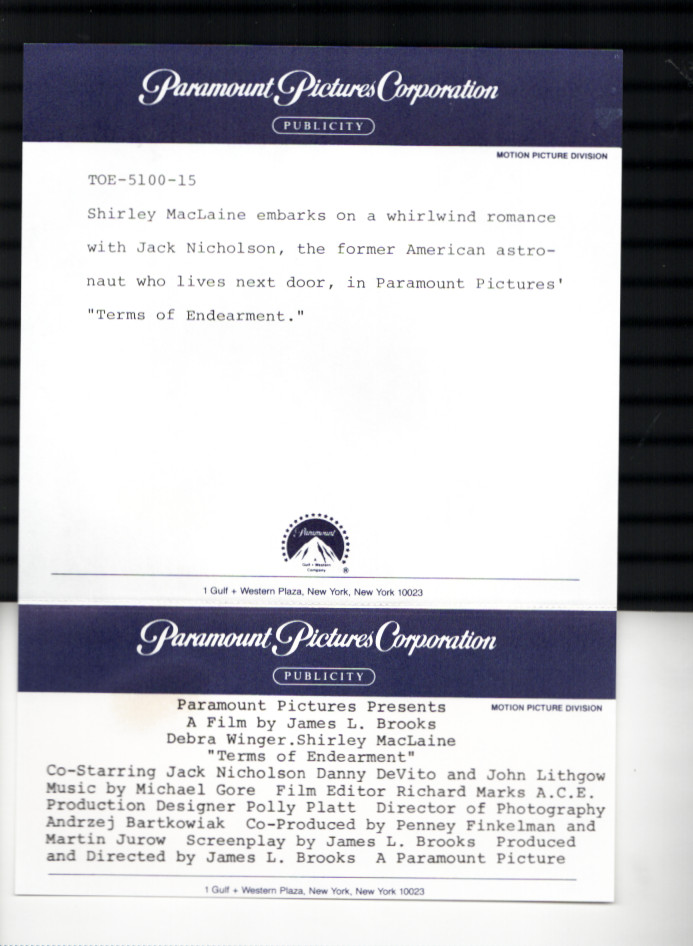 Paramount Pictures Corporation
PUBLICITY
MOTION PICTURE DIVISION
TOE-5100-15
Shirley MacLaine embarks on a whirlwind romance
with Jack Nicholson, the former American astro-
naut who lives next door, in Paramount Pictures'
"Terms of Endearment."
Paramount
Gulf + Western
Company
®
1 Gulf + Western Plaza, New York, New York 10023
Paramount Pictures Corporation
PUBLICITY
MOTION PICTURE DIVISION
Paramount Pictures Presents
A Film by James L. Brooks
Debra Winger.Shirley MacLaine
"Terms of Endearment"
Co-Starring Jack Nicholson Danny DeVito and John Lithgow
Music by Michael Gore Film Editor Richard Marks A.C.E.
Production Designer Polly Platt Director of Photography
Andrzej Bartkowiak Co-Produced by Penney Finkelman and
Martin Jurow Screenplay by James L. Brooks Produced
and Directed by James L. Brooks A Paramount Picture
1 Gulf + Western Plaza, New York, New York 10023